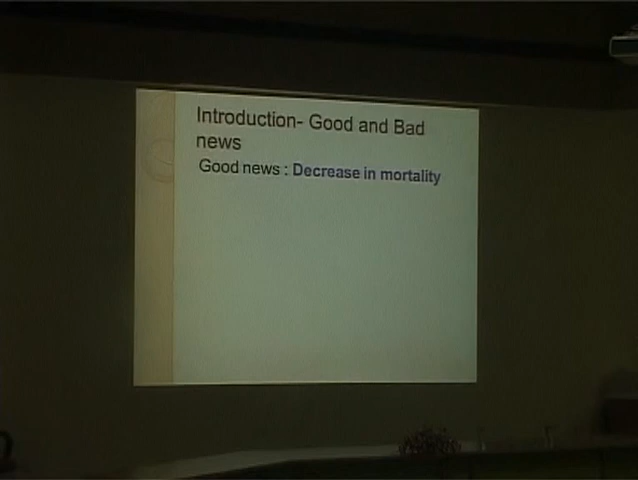 Introduction- Good and Bad
news
Good news : Decrease in mortality